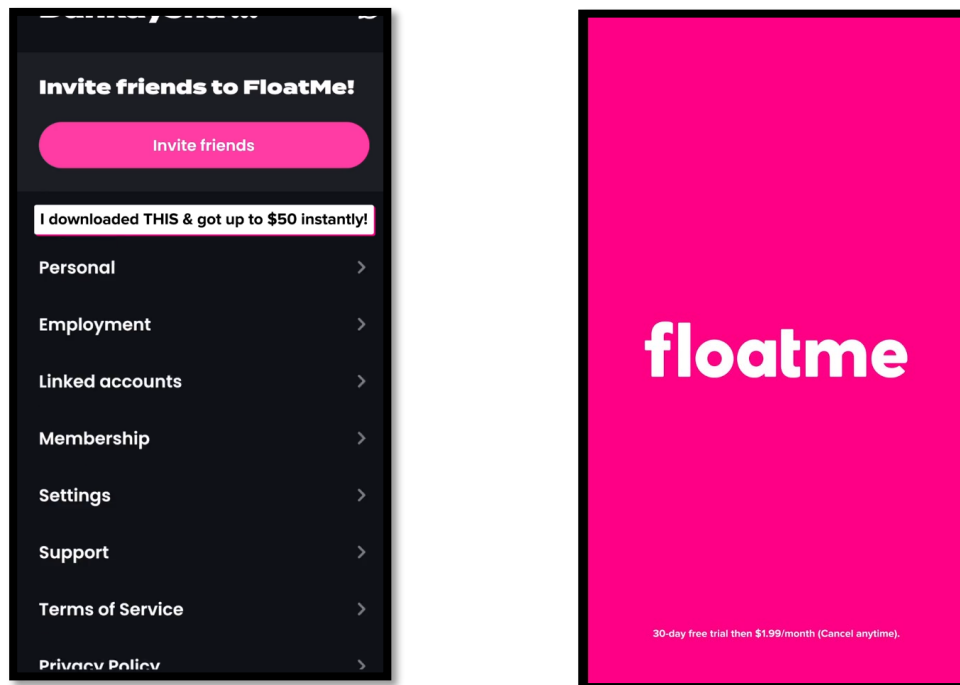 Invite friends to FloatMe!
Invite friends
I downloaded THIS & got up to $50 instantly!
Personal
Employment
Linked accounts
Membership
Settings
Support
Terms of Service
Privacy Policy
floatme
30-day free trial then $1.99/month (Cancel anytime).